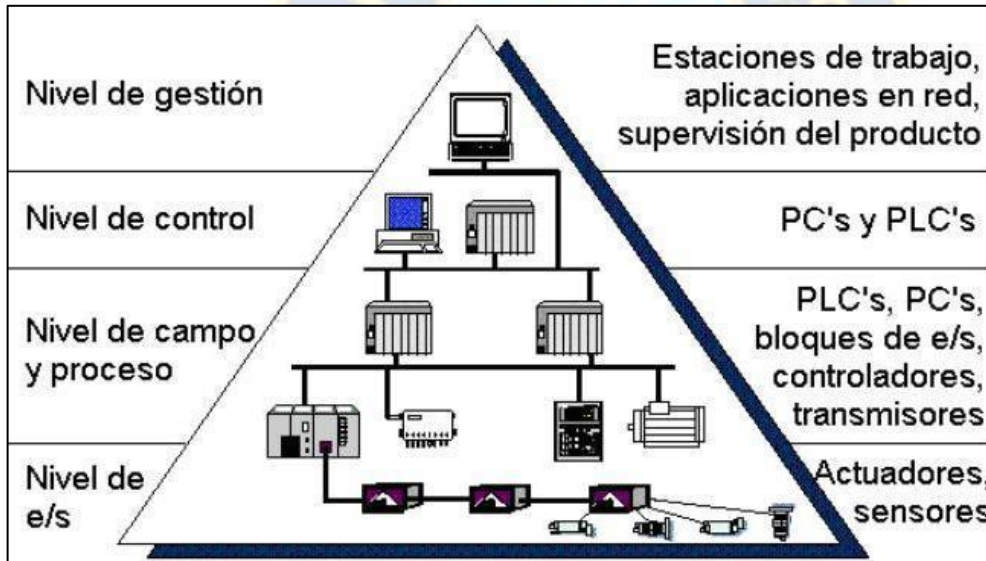 Nivel de gestión
Estaciones de trabajo,
aplicaciones en red,
supervisión del producto
Nivel de control
PC's y PLC's
Nivel de campo
y proceso
PLC's, PC's,
bloques de e/s,
controladores,
transmisores
Nivel de
e/s
Actuadores,
sensores